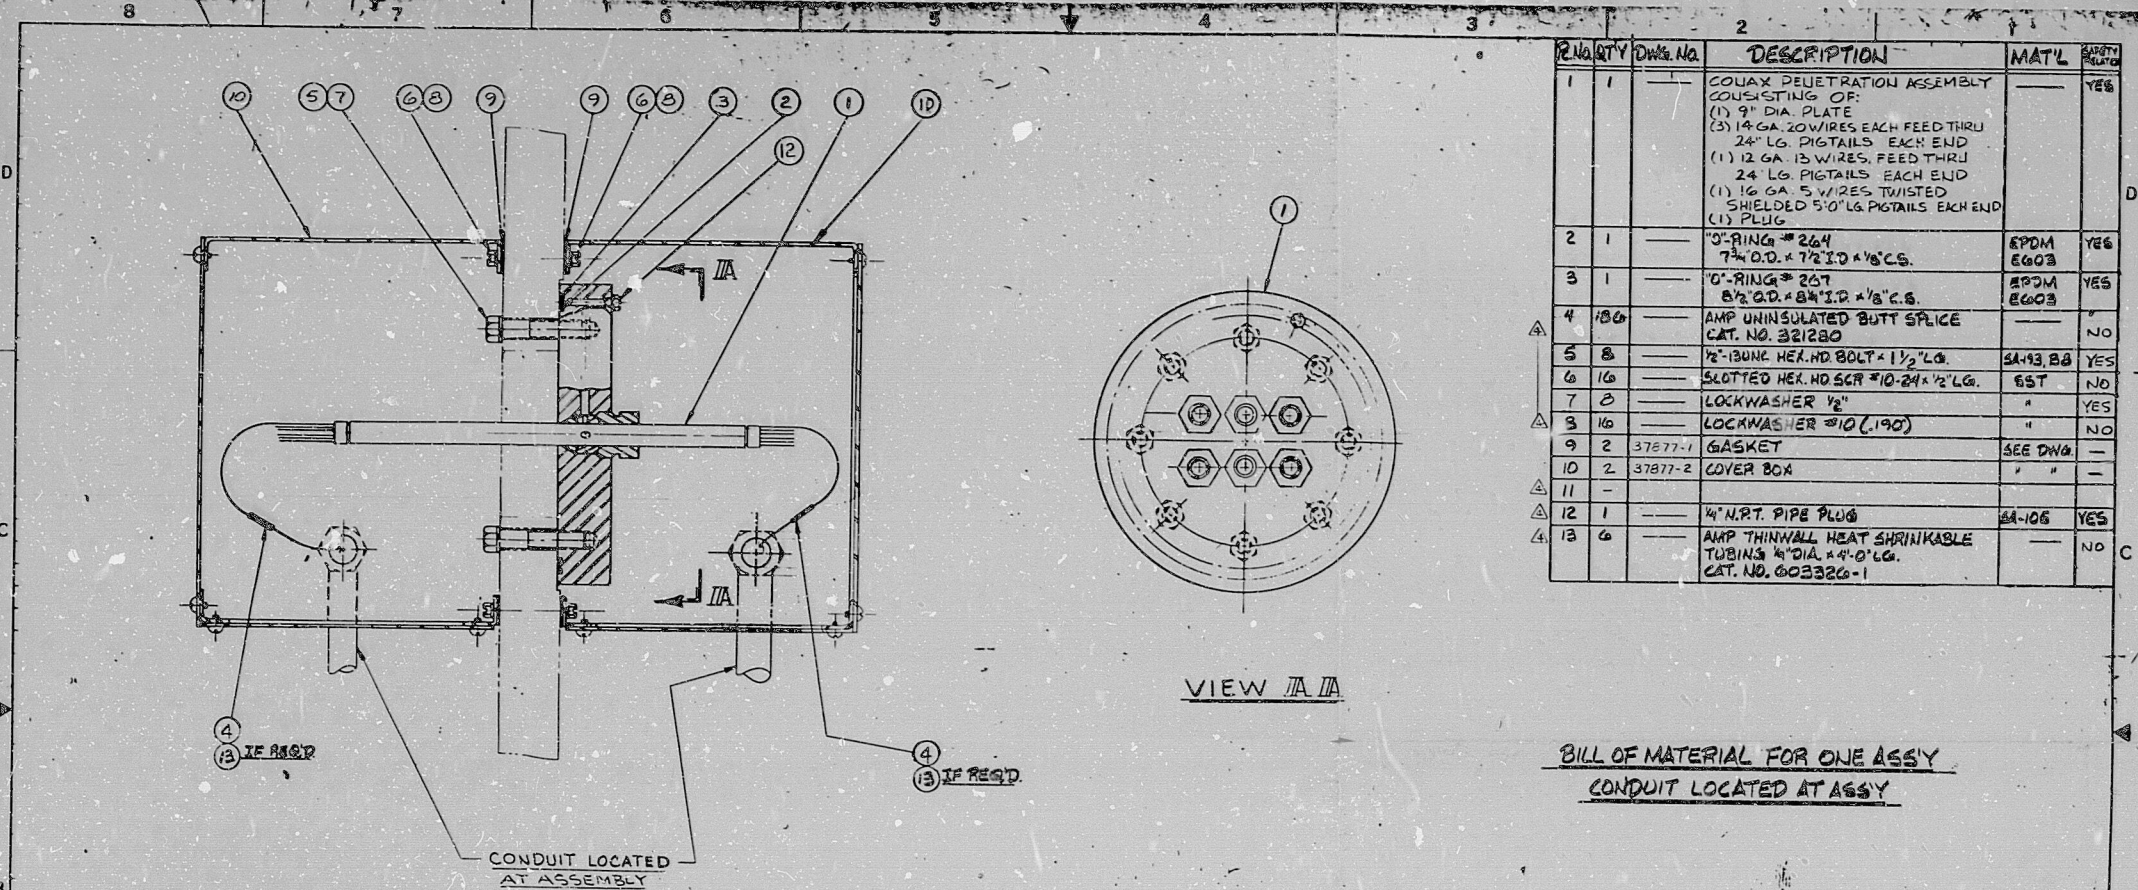 8 7 6 5 4 3 2 1
10 5 7 6 8 9 9 6 8 3 2 1 10
12
D
D
1
IIA
IIA
C
C
VIEW IIA IIA
4
13 IF REQ'D.
4
13 IF REQ'D.
CONDUIT LOCATED
AT ASSEMBLY
PC.NO. QTY DWG. NO. DESCRIPTION MAT'L SAFETY RELATED
1 1 — CONAX PENETRATION ASSEMBLY — YES
CONSISTING OF:
(1) 9" DIA. PLATE
(3) 14 GA. 20 WIRES EACH FEED THRU
24" LG. PIGTAILS EACH END
(1) 12 GA. 13 WIRES, FEED THRU
24" LG. PIGTAILS EACH END
(1) 16 GA. 5 WIRES TWISTED
SHIELDED 5'0" LG. PIGTAILS EACH END
(1) PLUG
2 1 — "O"-RING # 264 EPDM YES
7 3/4" O.D. x 7 1/2" I.D x 1/8" C.S. E603
3 1 — "O"-RING # 267 EPDM YES
8 1/2" O.D. x 8 1/4" I.D. x 1/8" C.S. E603
4 186 — AMP UNINSULATED BUTT SPLICE — NO
CAT. NO. 321280
5 8 — 1/2"-13UNC HEX. HD. BOLT x 1 1/2" LG. SA-193, B8 YES
6 16 — SLOTTED HEX. HD. SCR #10-24 x 1/2" LG. SST NO
7 8 — LOCKWASHER 1/2" " YES
4 8 16 — LOCKWASHER #10 (.190) " NO
9 2 37877-1 GASKET SEE DWG. —
10 2 37877-2 COVER BOX " " —
11 -
12 1 — 1/4" N.P.T. PIPE PLUG SA-105 YES
4 13 6 — AMP THINWALL HEAT SHRINKABLE — NO
TUBING 1/4" DIA. x 4'-0" LG.
CAT. NO. 603326-1
BILL OF MATERIAL FOR ONE ASS'Y
CONDUIT LOCATED AT ASS'Y